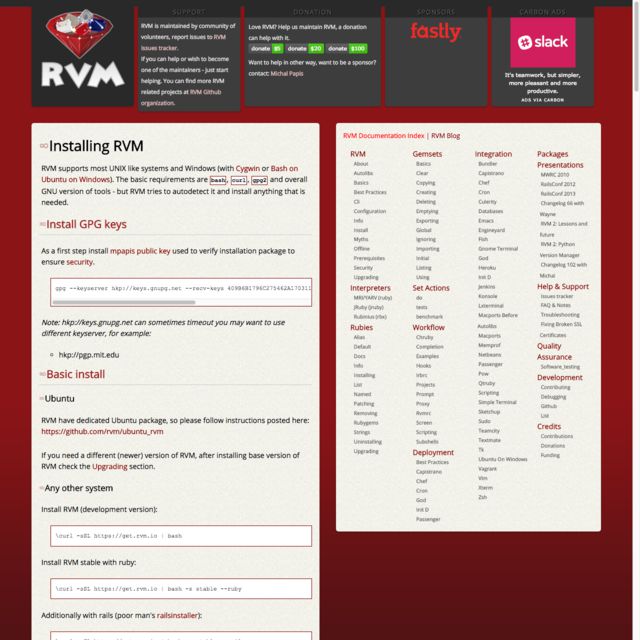 RVM
SUPPORT
RVM is maintained by community of
volunteers, report issues to RVM
issues tracker.
If you can help or wish to become
one of the maintainers - just start
helping. You can find more RVM
related projects at RVM Github
organization.
DONATION
Love RVM? Help us maintain RVM, a donation
can help with it.
donate $5 donate $20 donate $100
Want to help in other way, want to be a sponsor?
contact: Michal Papis
SPONSORS
fastly
CARBON ADS
slack
It's teamwork, but simpler,
more pleasant and more
productive.
ADS VIA CARBON
Installing RVM
RVM supports most UNIX like systems and Windows (with Cygwin or Bash on
Ubuntu on Windows). The basic requirements are bash, curl, gpg2 and overall
GNU version of tools - but RVM tries to autodetect it and install anything that is
needed.
Install GPG keys
As a first step install mpapis public key used to verify installation package to
ensure security.
gpg --keyserver hkp://keys.gnupg.net --recv-keys 409B6B1796C275462A170311
Note: hkp://keys.gnupg.net can sometimes timeout you may want to use
different keyserver, for example:
hkp://pgp.mit.edu
Basic install
Ubuntu
RVM have dedicated Ubuntu package, so please follow instructions posted here:
https://github.com/rvm/ubuntu_rvm
If you need a different (newer) version of RVM, after installing base version of
RVM check the Upgrading section.
Any other system
Install RVM (development version):
\curl -sSL https://get.rvm.io | bash
Install RVM stable with ruby:
\curl -sSL https://get.rvm.io | bash -s stable --ruby
Additionally with rails (poor man's railsinstaller):
RVM Documentation Index | RVM Blog
RVM
About
Autolibs
Basics
Best Practices
Cli
Configuration
Info
Install
Myths
Offline
Prerequisites
Security
Upgrading
Interpreters
MRI/YARV (ruby)
JRuby (jruby)
Rubinius (rbx)
Rubies
Alias
Default
Docs
Info
Installing
List
Named
Patching
Removing
Rubygems
Strings
Uninstalling
Upgrading
Gemsets
Basics
Clear
Copying
Creating
Deleting
Emptying
Exporting
Global
Ignoring
Importing
Initial
Listing
Using
Set Actions
do
tests
benchmark
Workflow
Chruby
Completion
Examples
Hooks
Irbrc
Projects
Prompt
Proxy
Rvmrc
Screen
Scripting
Subshells
Deployment
Best Practices
Capistrano
Chef
Cron
God
Init D
Passenger
Integration
Bundler
Capistrano
Chef
Cron
Culerity
Databases
Emacs
Engineyard
Fish
Gnome Terminal
God
Heroku
Init D
Jenkins
Konsole
Lxterminal
Macports Before
Autolibs
Macports
Memprof
Netbeans
Passenger
Pow
Qtruby
Scripting
Simple Terminal
Sketchup
Sudo
Teamcity
Textmate
Tk
Ubuntu On Windows
Vagrant
Vim
Xterm
Zsh
Packages
Presentations
MWRC 2010
RailsConf 2012
RailsConf 2013
Changelog 66 with
Wayne
RVM 2: Lessons and
future
RVM 2: Python
Version Manager
Changelog 102 with
Michal
Help & Support
Issues tracker
FAQ & Notes
Troubleshooting
Fixing Broken SSL
Certificates
Quality
Assurance
Software_testing
Development
Contributing
Debugging
Github
List
Credits
Contributions
Donations
Funding